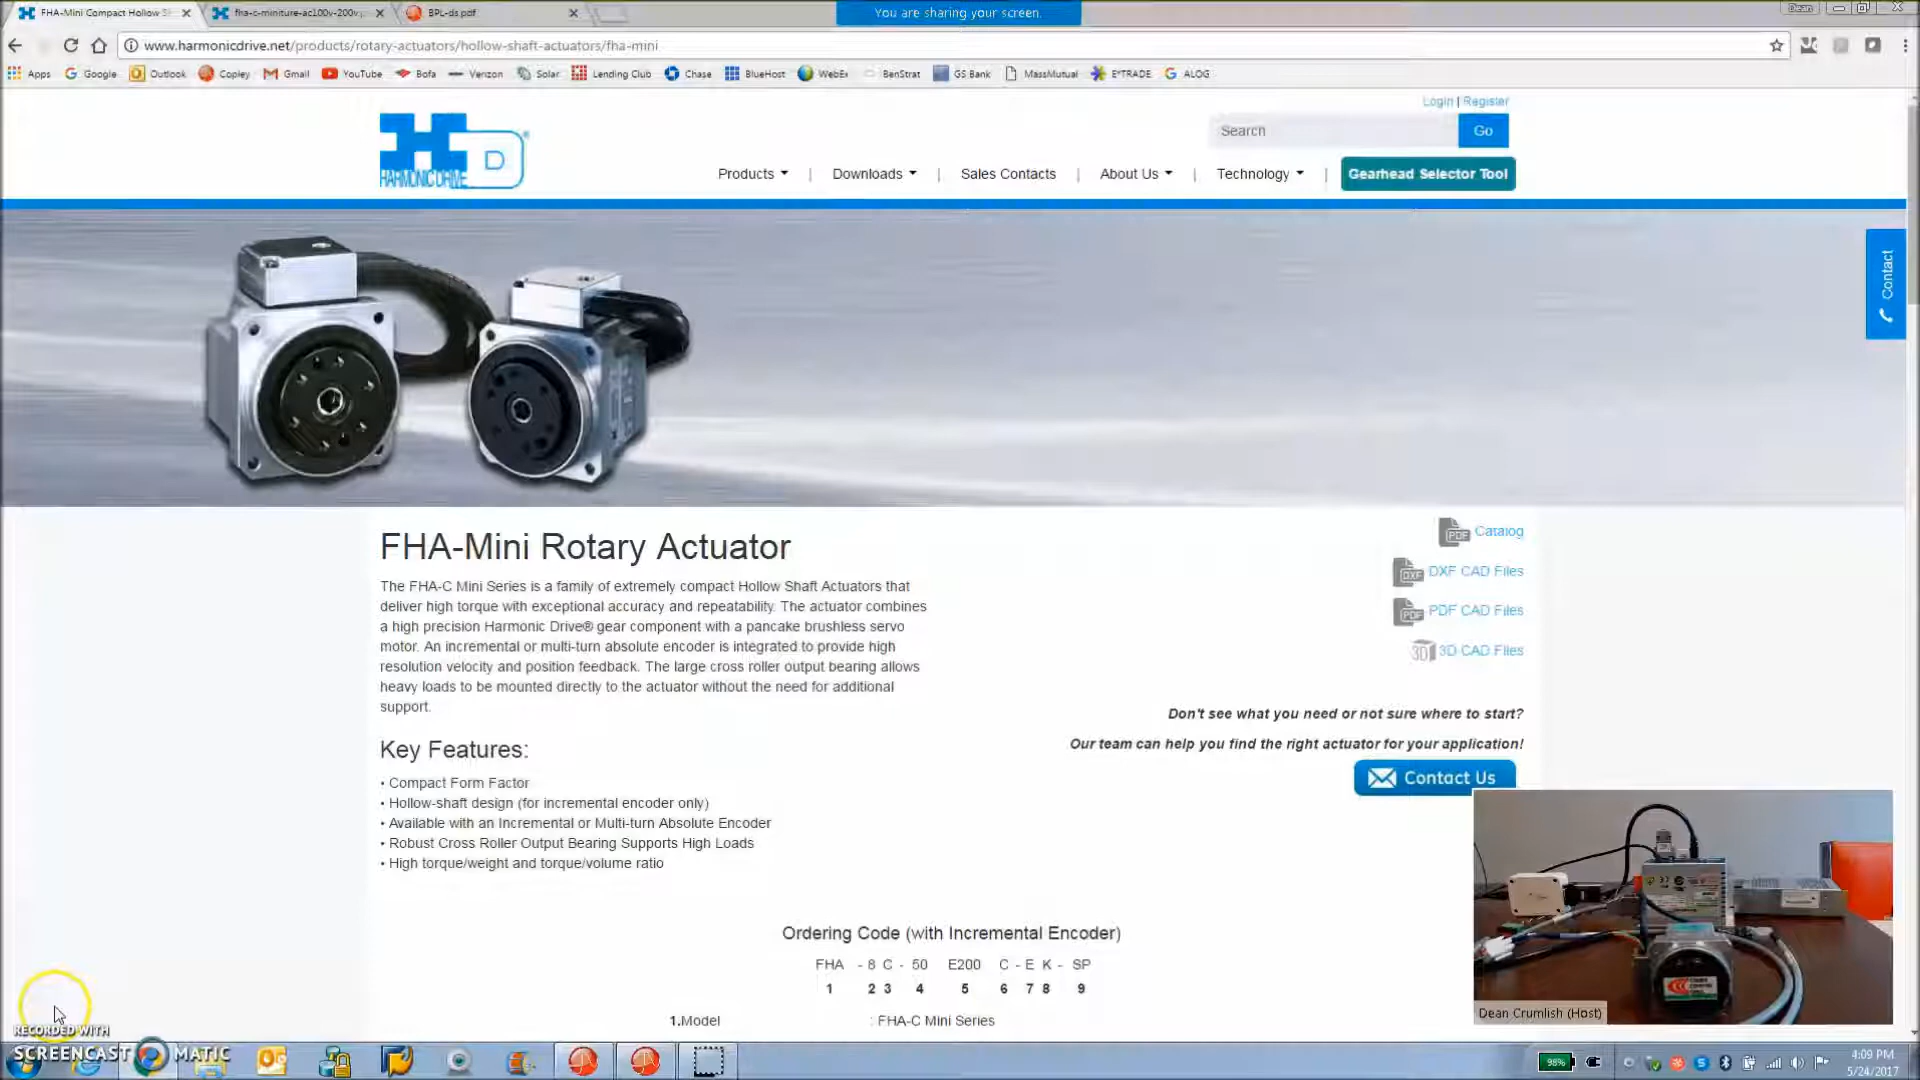 FHA-Mini Compact Hollow S
fha-c-miniture-ac100v-200v
BPL-ds.pdf
You are sharing your screen.
Dean
www.harmonicdrive.net/products/rotary-actuators/hollow-shaft-actuators/fha-mini
Apps Google Outlook Copley Gmail YouTube Bofa Verizon Solar Lending Club Chase BlueHost WebEx BenStrat GS Bank MassMutual E*TRADE ALOG
Login | Register
HARMONIC DRIVE
D
Search
Go
Products | Downloads | Sales Contacts | About Us | Technology | Gearhead Selector Tool
Contact
FHA-Mini Rotary Actuator
The FHA-C Mini Series is a family of extremely compact Hollow Shaft Actuators that
deliver high torque with exceptional accuracy and repeatability. The actuator combines
a high precision Harmonic Drive® gear component with a pancake brushless servo
motor. An incremental or multi-turn absolute encoder is integrated to provide high
resolution velocity and position feedback. The large cross roller output bearing allows
heavy loads to be mounted directly to the actuator without the need for additional
support.
Catalog
DXF CAD Files
PDF CAD Files
3D CAD Files
Don't see what you need or not sure where to start?
Our team can help you find the right actuator for your application!
Contact Us
Key Features:
• Compact Form Factor
• Hollow-shaft design (for incremental encoder only)
• Available with an Incremental or Multi-turn Absolute Encoder
• Robust Cross Roller Output Bearing Supports High Loads
• High torque/weight and torque/volume ratio
Ordering Code (with Incremental Encoder)
FHA - 8 C - 50 E200 C - E K - SP
1 2 3 4 5 6 7 8 9
1.Model : FHA-C Mini Series
Dean Crumlish (Host)
RECORDED WITH
SCREENCAST MATIC
98%
4:09 PM
5/24/2017